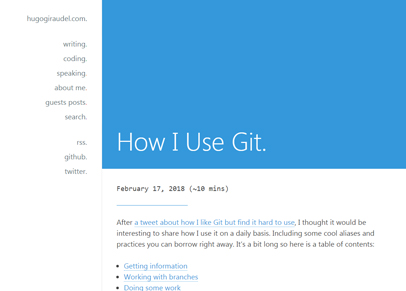 hugogiraudel.com.
writing.
coding.
speaking.
about me.
guests posts.
search.
rss.
github.
twitter.
How I Use Git.
February 17, 2018 (~10 mins)
After a tweet about how I like Git but find it hard to use, I thought it would be
interesting to share how I use it on a daily basis. Including some cool aliases and
practices you can borrow right away. It's a bit long so here is a table of contents:
Getting information
Working with branches
Doing some work